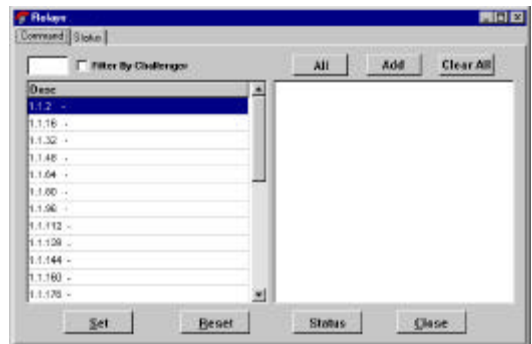 Relays
Command Status
Filter By Challenger All Add Clear All
Desc
1.1.2 -
1.1.16 -
1.1.32 -
1.1.48 -
1.1.64 -
1.1.80 -
1.1.96 -
1.1.112 -
1.1.128 -
1.1.144 -
1.1.160 -
1.1.176 -
Set Reset Status Close